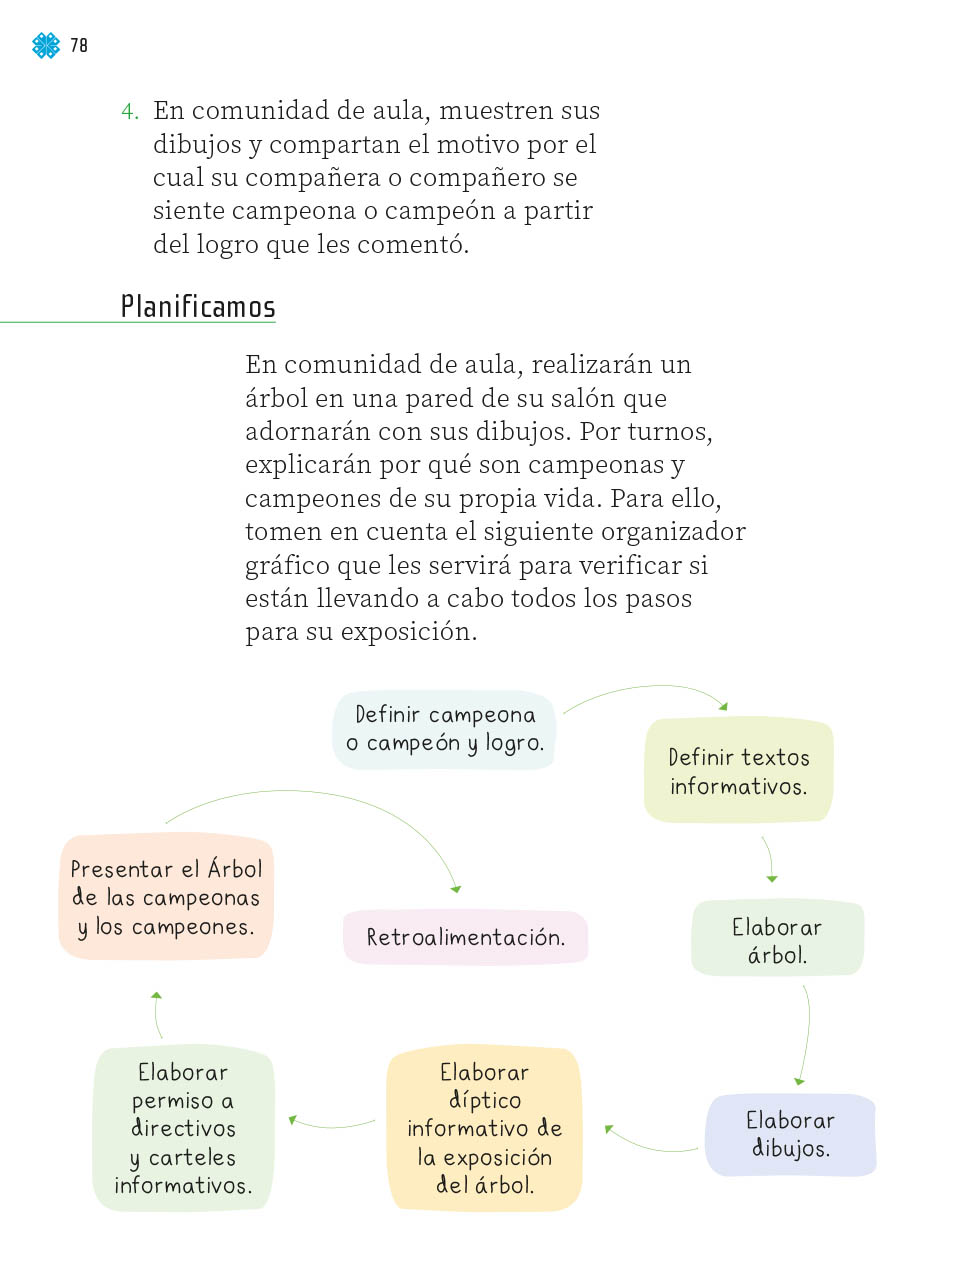 78
4. En comunidad de aula, muestren sus
dibujos y compartan el motivo por el
cual su compañera o compañero se
siente campeona o campeón a partir
del logro que les comentó.
Planificamos
En comunidad de aula, realizarán un
árbol en una pared de su salón que
adornarán con sus dibujos. Por turnos,
explicarán por qué son campeonas y
campeones de su propia vida. Para ello,
tomen en cuenta el siguiente organizador
gráfico que les servirá para verificar si
están llevando a cabo todos los pasos
para su exposición.
Definir campeona
o campeón y logro.
Definir textos
informativos.
Elaborar
árbol.
Elaborar
dibujos.
Elaborar
díptico
informativo de
la exposición
del árbol.
Elaborar
permiso a
directivos
y carteles
informativos.
Presentar el Árbol
de las campeonas
y los campeones.
Retroalimentación.